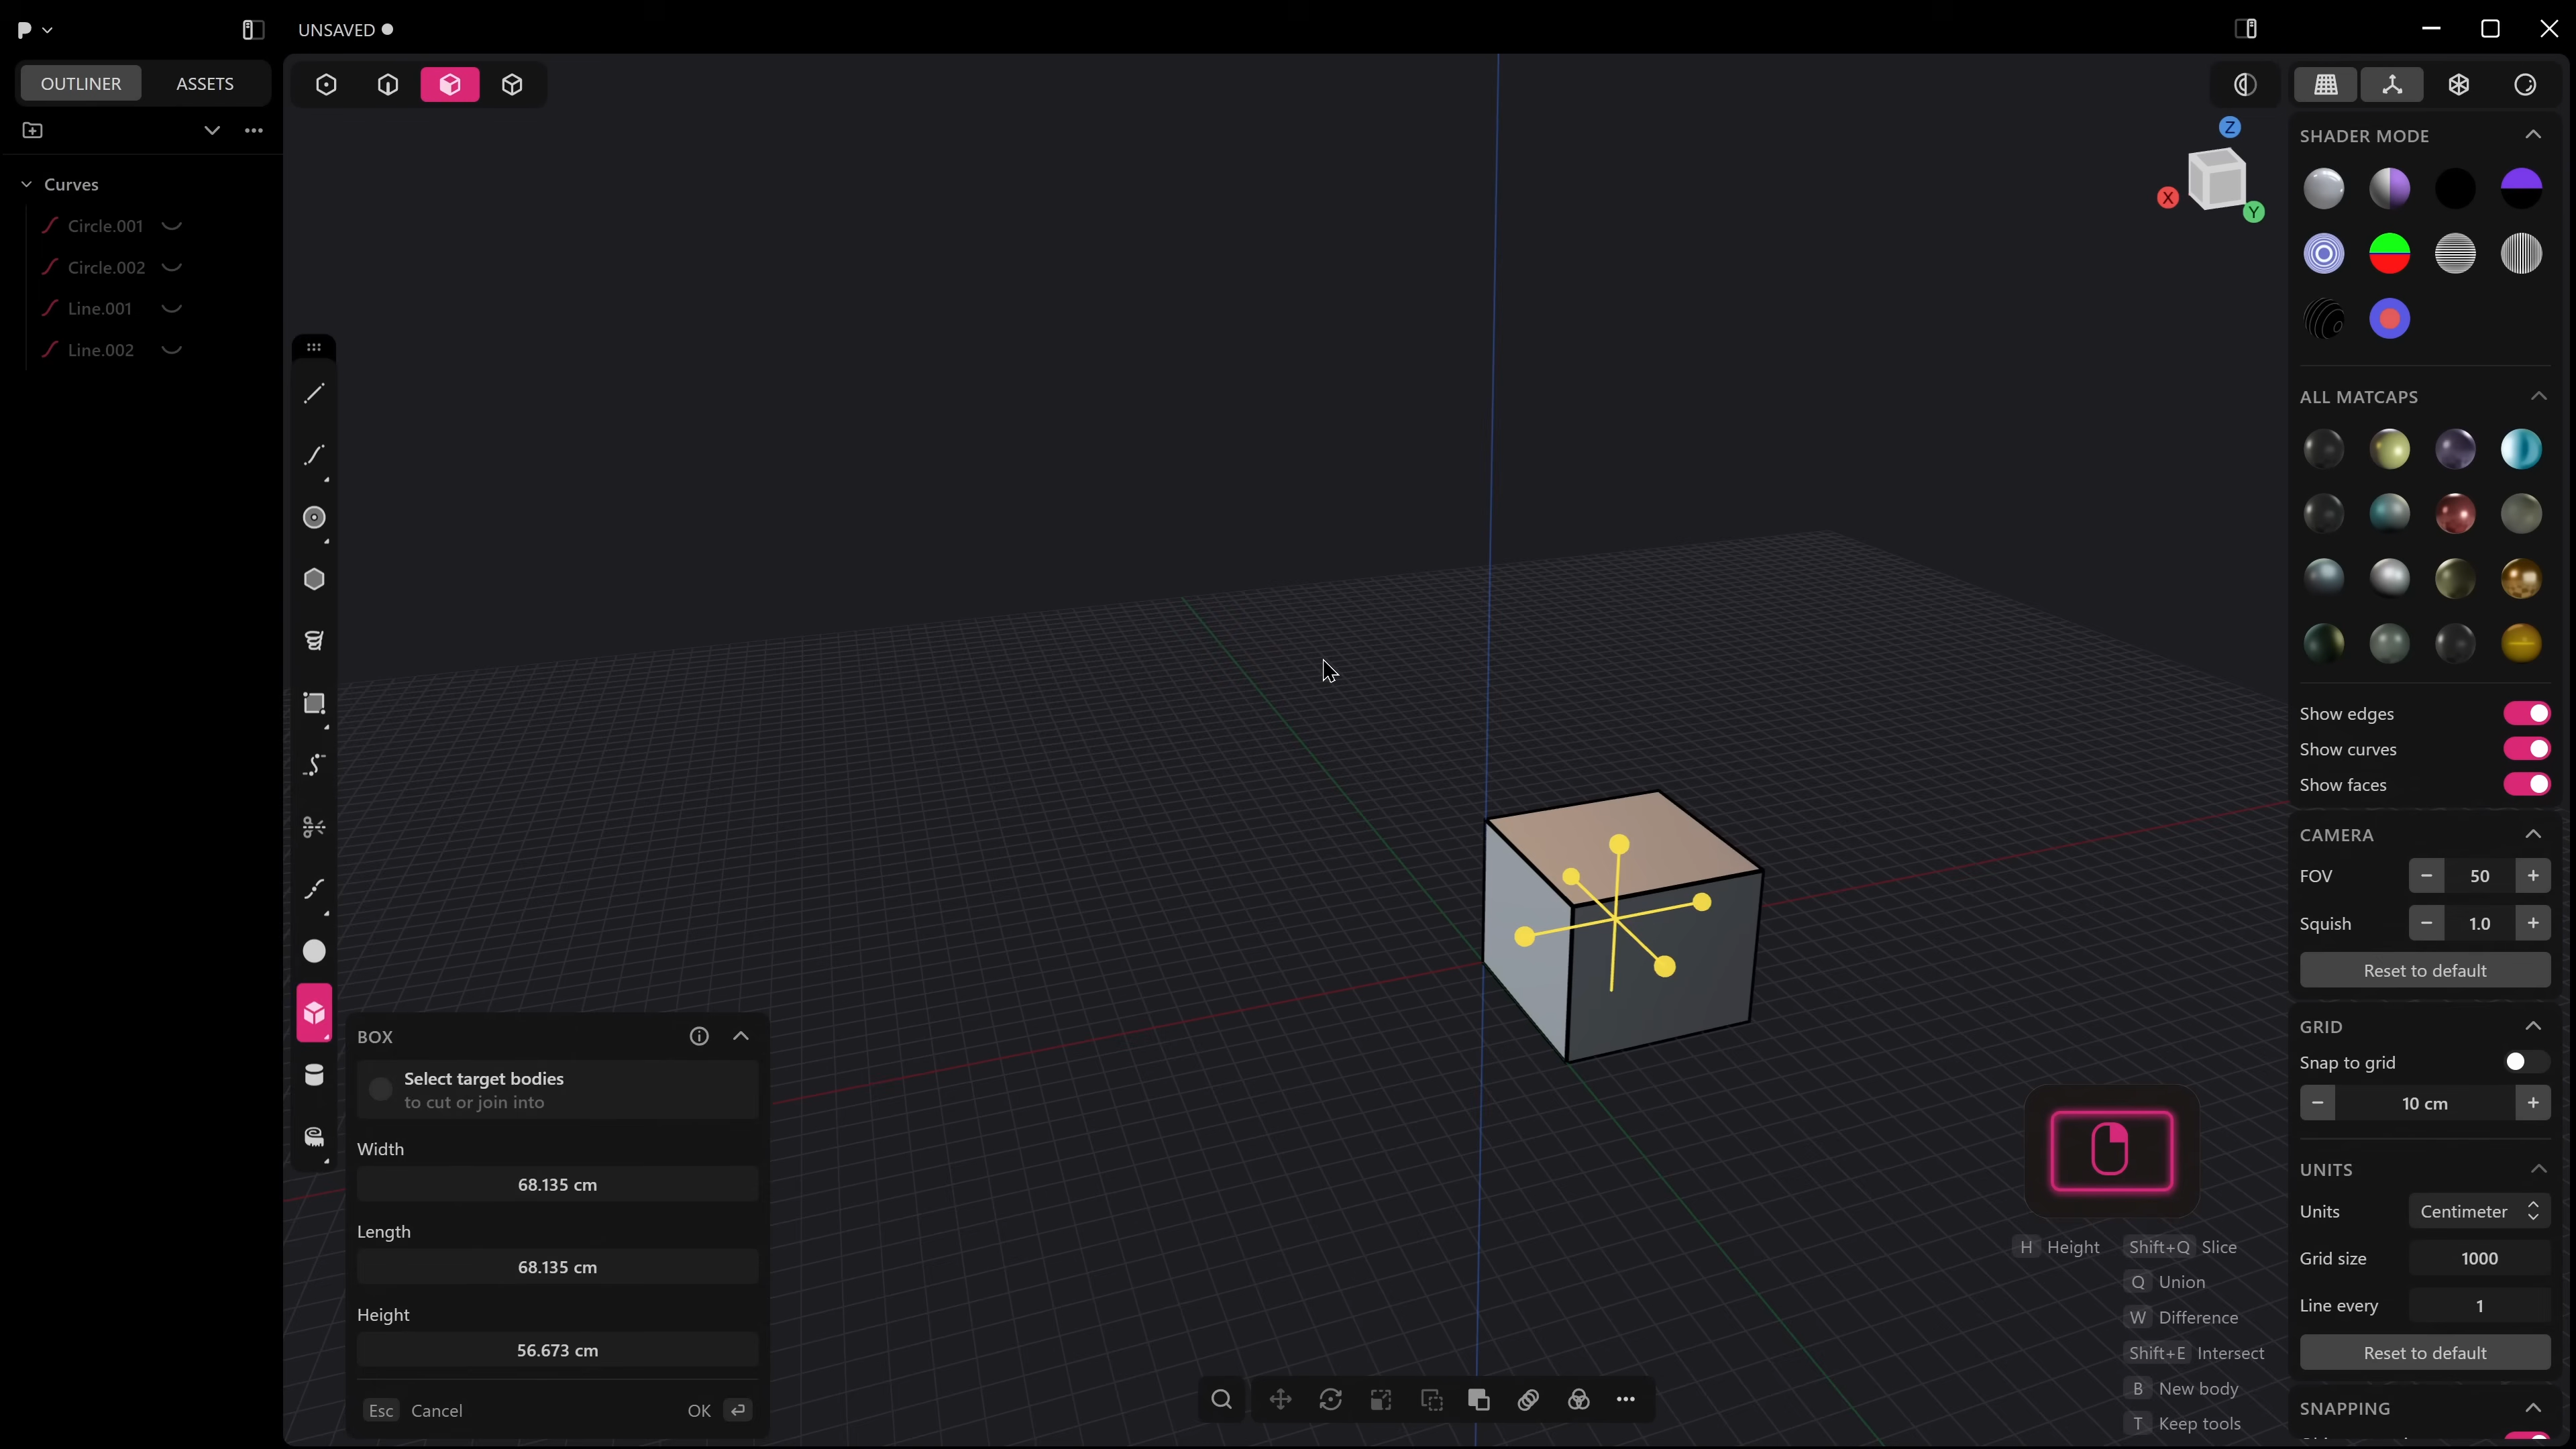 UNSAVED
OUTLINER
ASSETS
Curves
Circle.001
Circle.002
Line.001
Line.002
BOX
Select target bodies
to cut or join into
Width
68.135 cm
Length
68.135 cm
Height
56.673 cm
Esc Cancel
OK
Z
X
Y
H Height
Shift+Q Slice
Q Union
W Difference
Shift+E Intersect
B New body
T Keep tools
SHADER MODE
ALL MATCAPS
Show edges
Show curves
Show faces
CAMERA
FOV - 50 +
Squish - 1.0 +
Reset to default
GRID
Snap to grid
- 10 cm +
UNITS
Units Centimeter
Grid size 1000
Line every 1
Reset to default
SNAPPING